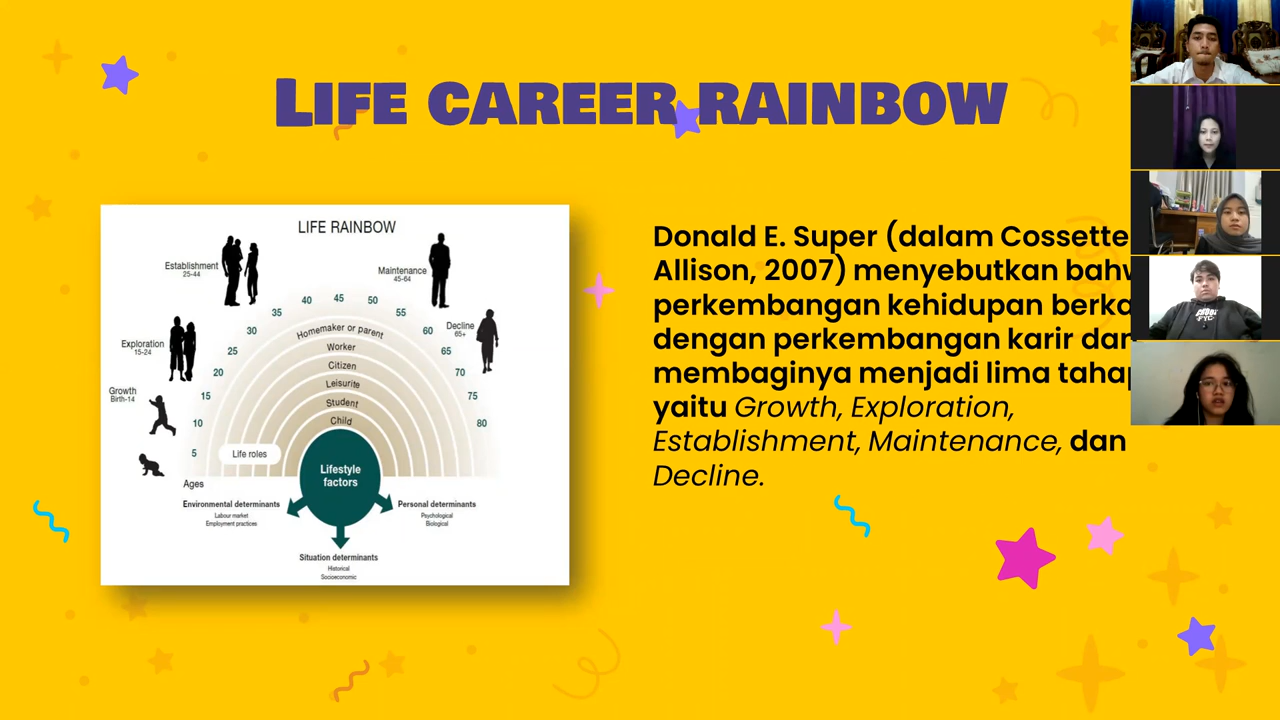 LIFE CAREER RAINBOW
LIFE RAINBOW
Establishment
25-44
Maintenance
45-64
Exploration
15-24
Decline
65+
Growth
Birth-14
5
10
15
20
25
30
35
40
45
50
55
60
65
70
75
80
Homemaker or parent
Worker
Citizen
Leisurite
Student
Child
Life roles
Ages
Lifestyle
factors
Environmental determinants
Labour market
Employment practices
Personal determinants
Psychological
Biological
Situation determinants
Historical
Socioeconomic
Donald E. Super (dalam Cossette
Allison, 2007) menyebutkan
perkembangan kehidupan
dengan perkembangan karir
membaginya menjadi lima
yaitu Growth, Exploration,
Establishment, Maintenance, dan
Decline.